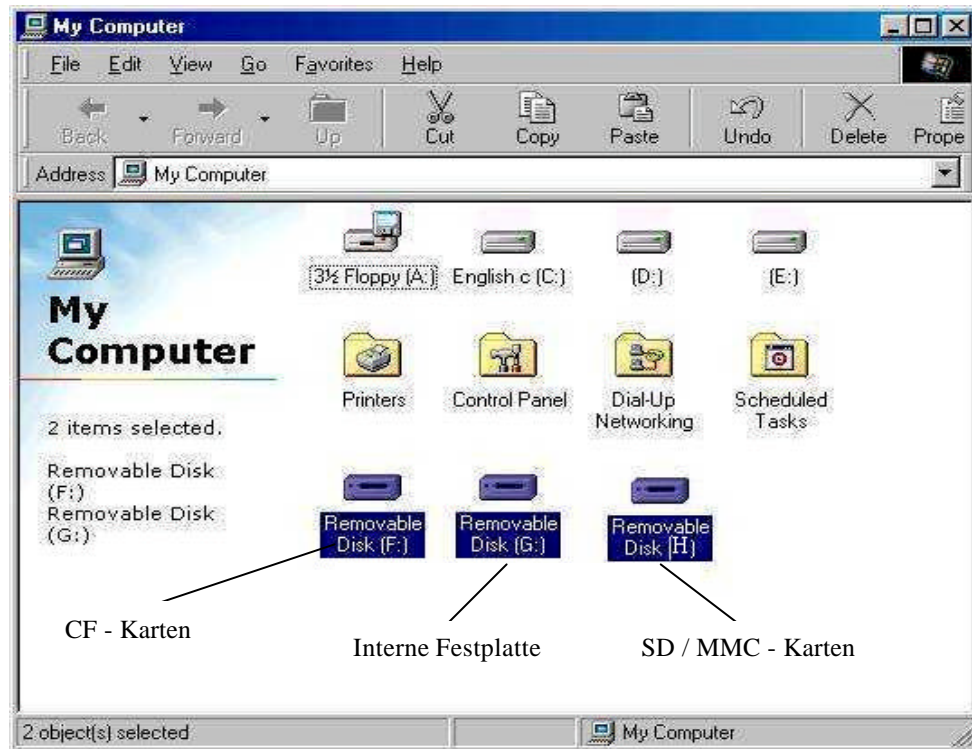 My Computer
File Edit View Go Favorites Help
Back Forward Up Cut Copy Paste Undo Delete Prope
Address My Computer
3½ Floppy (A:) English c (C:) (D:) (E:)
My
Computer
Printers Control Panel Dial-Up Scheduled
Networking Tasks
2 items selected.
Removable Disk
(F:)
Removable Disk
(G:)
Removable Removable Removable
Disk (F:) Disk (G:) Disk (H)
CF - Karten
Interne Festplatte SD / MMC - Karten
2 object(s) selected My Computer